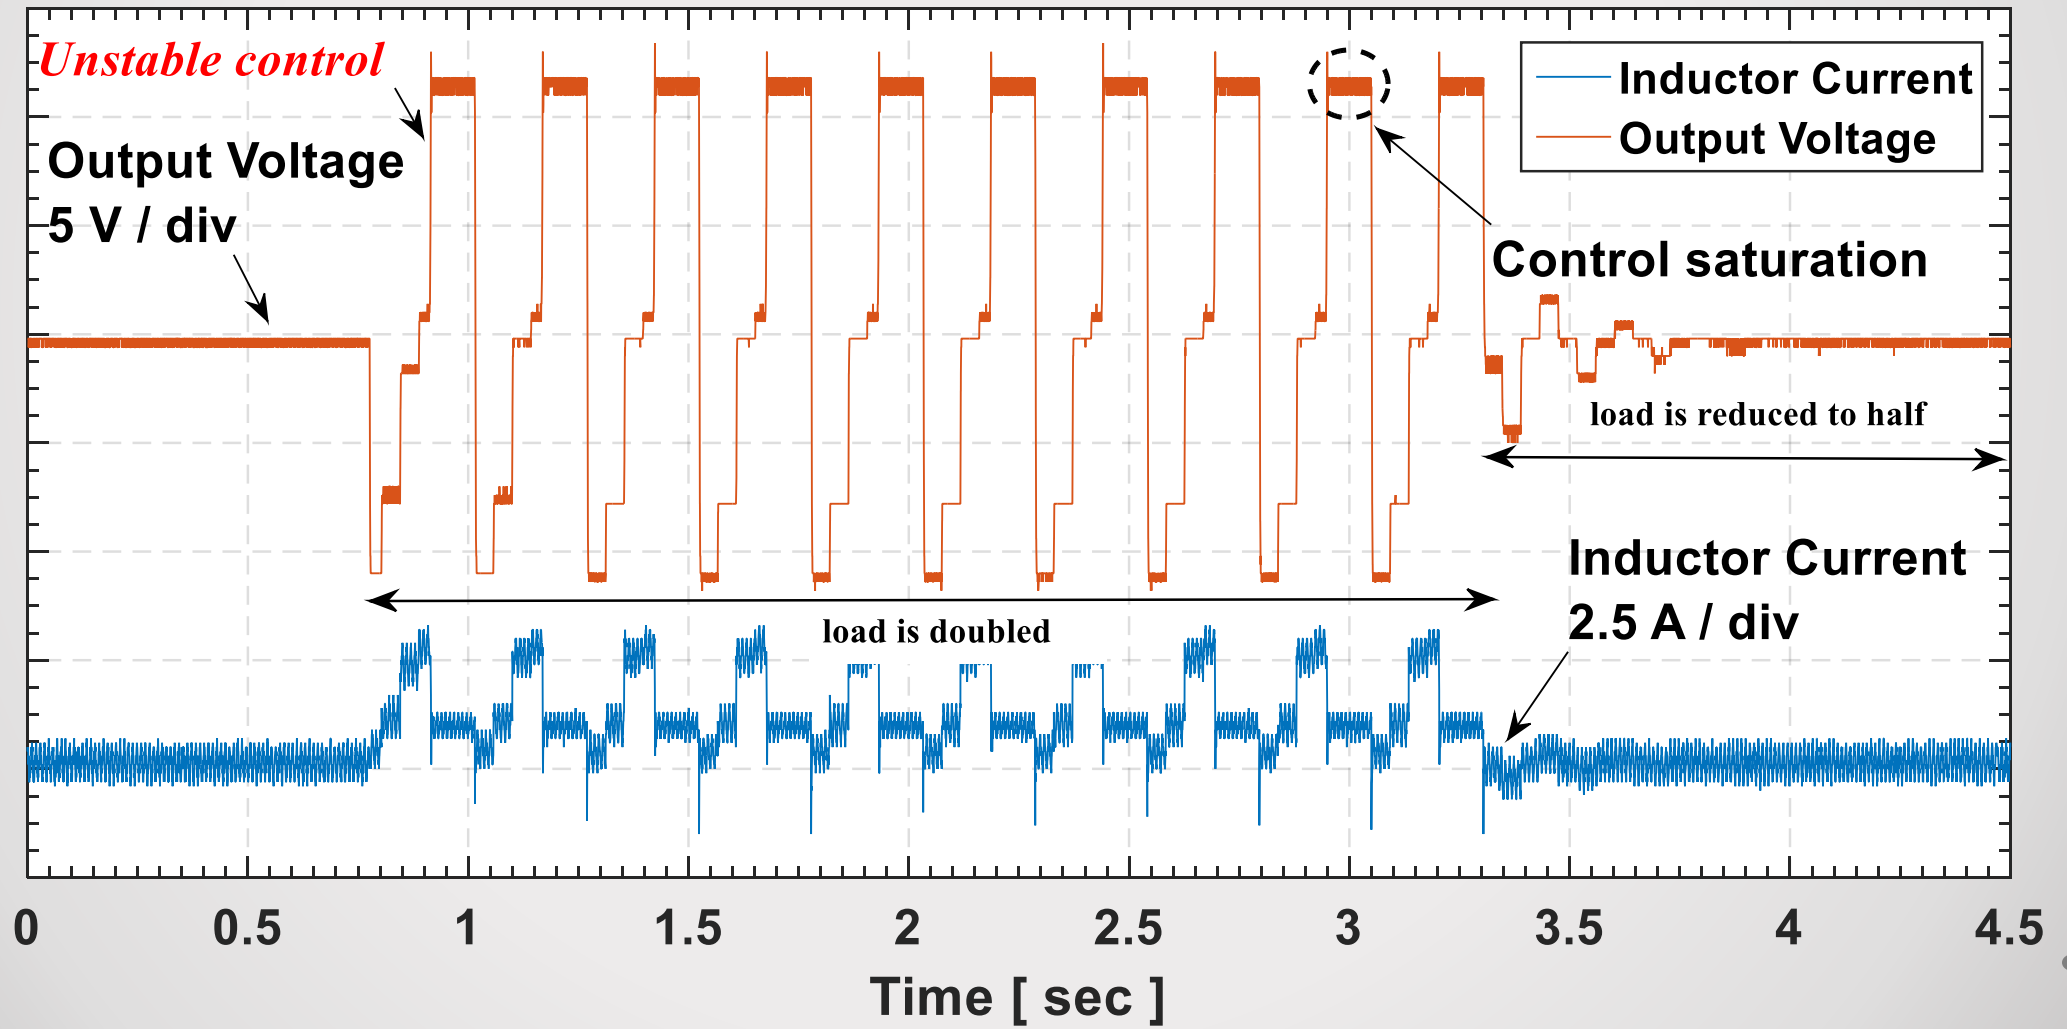 Unstable control
Inductor Current
Output Voltage
Output Voltage
5 V / div
Control saturation
load is reduced to half
Inductor Current
2.5 A / div
load is doubled
0 0.5 1 1.5 2 2.5 3 3.5 4 4.5
Time [ sec ]